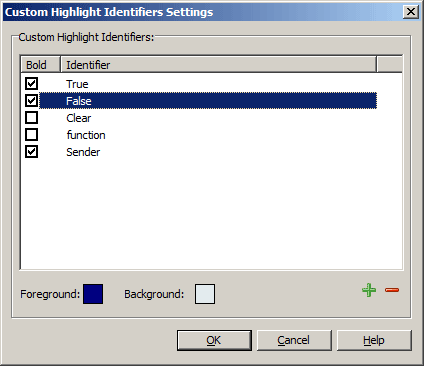 Custom Highlight Identifiers Settings
Custom Highlight Identifiers:
Bold Identifier
True
False
Clear
function
Sender
Foreground: Background:
OK Cancel Help